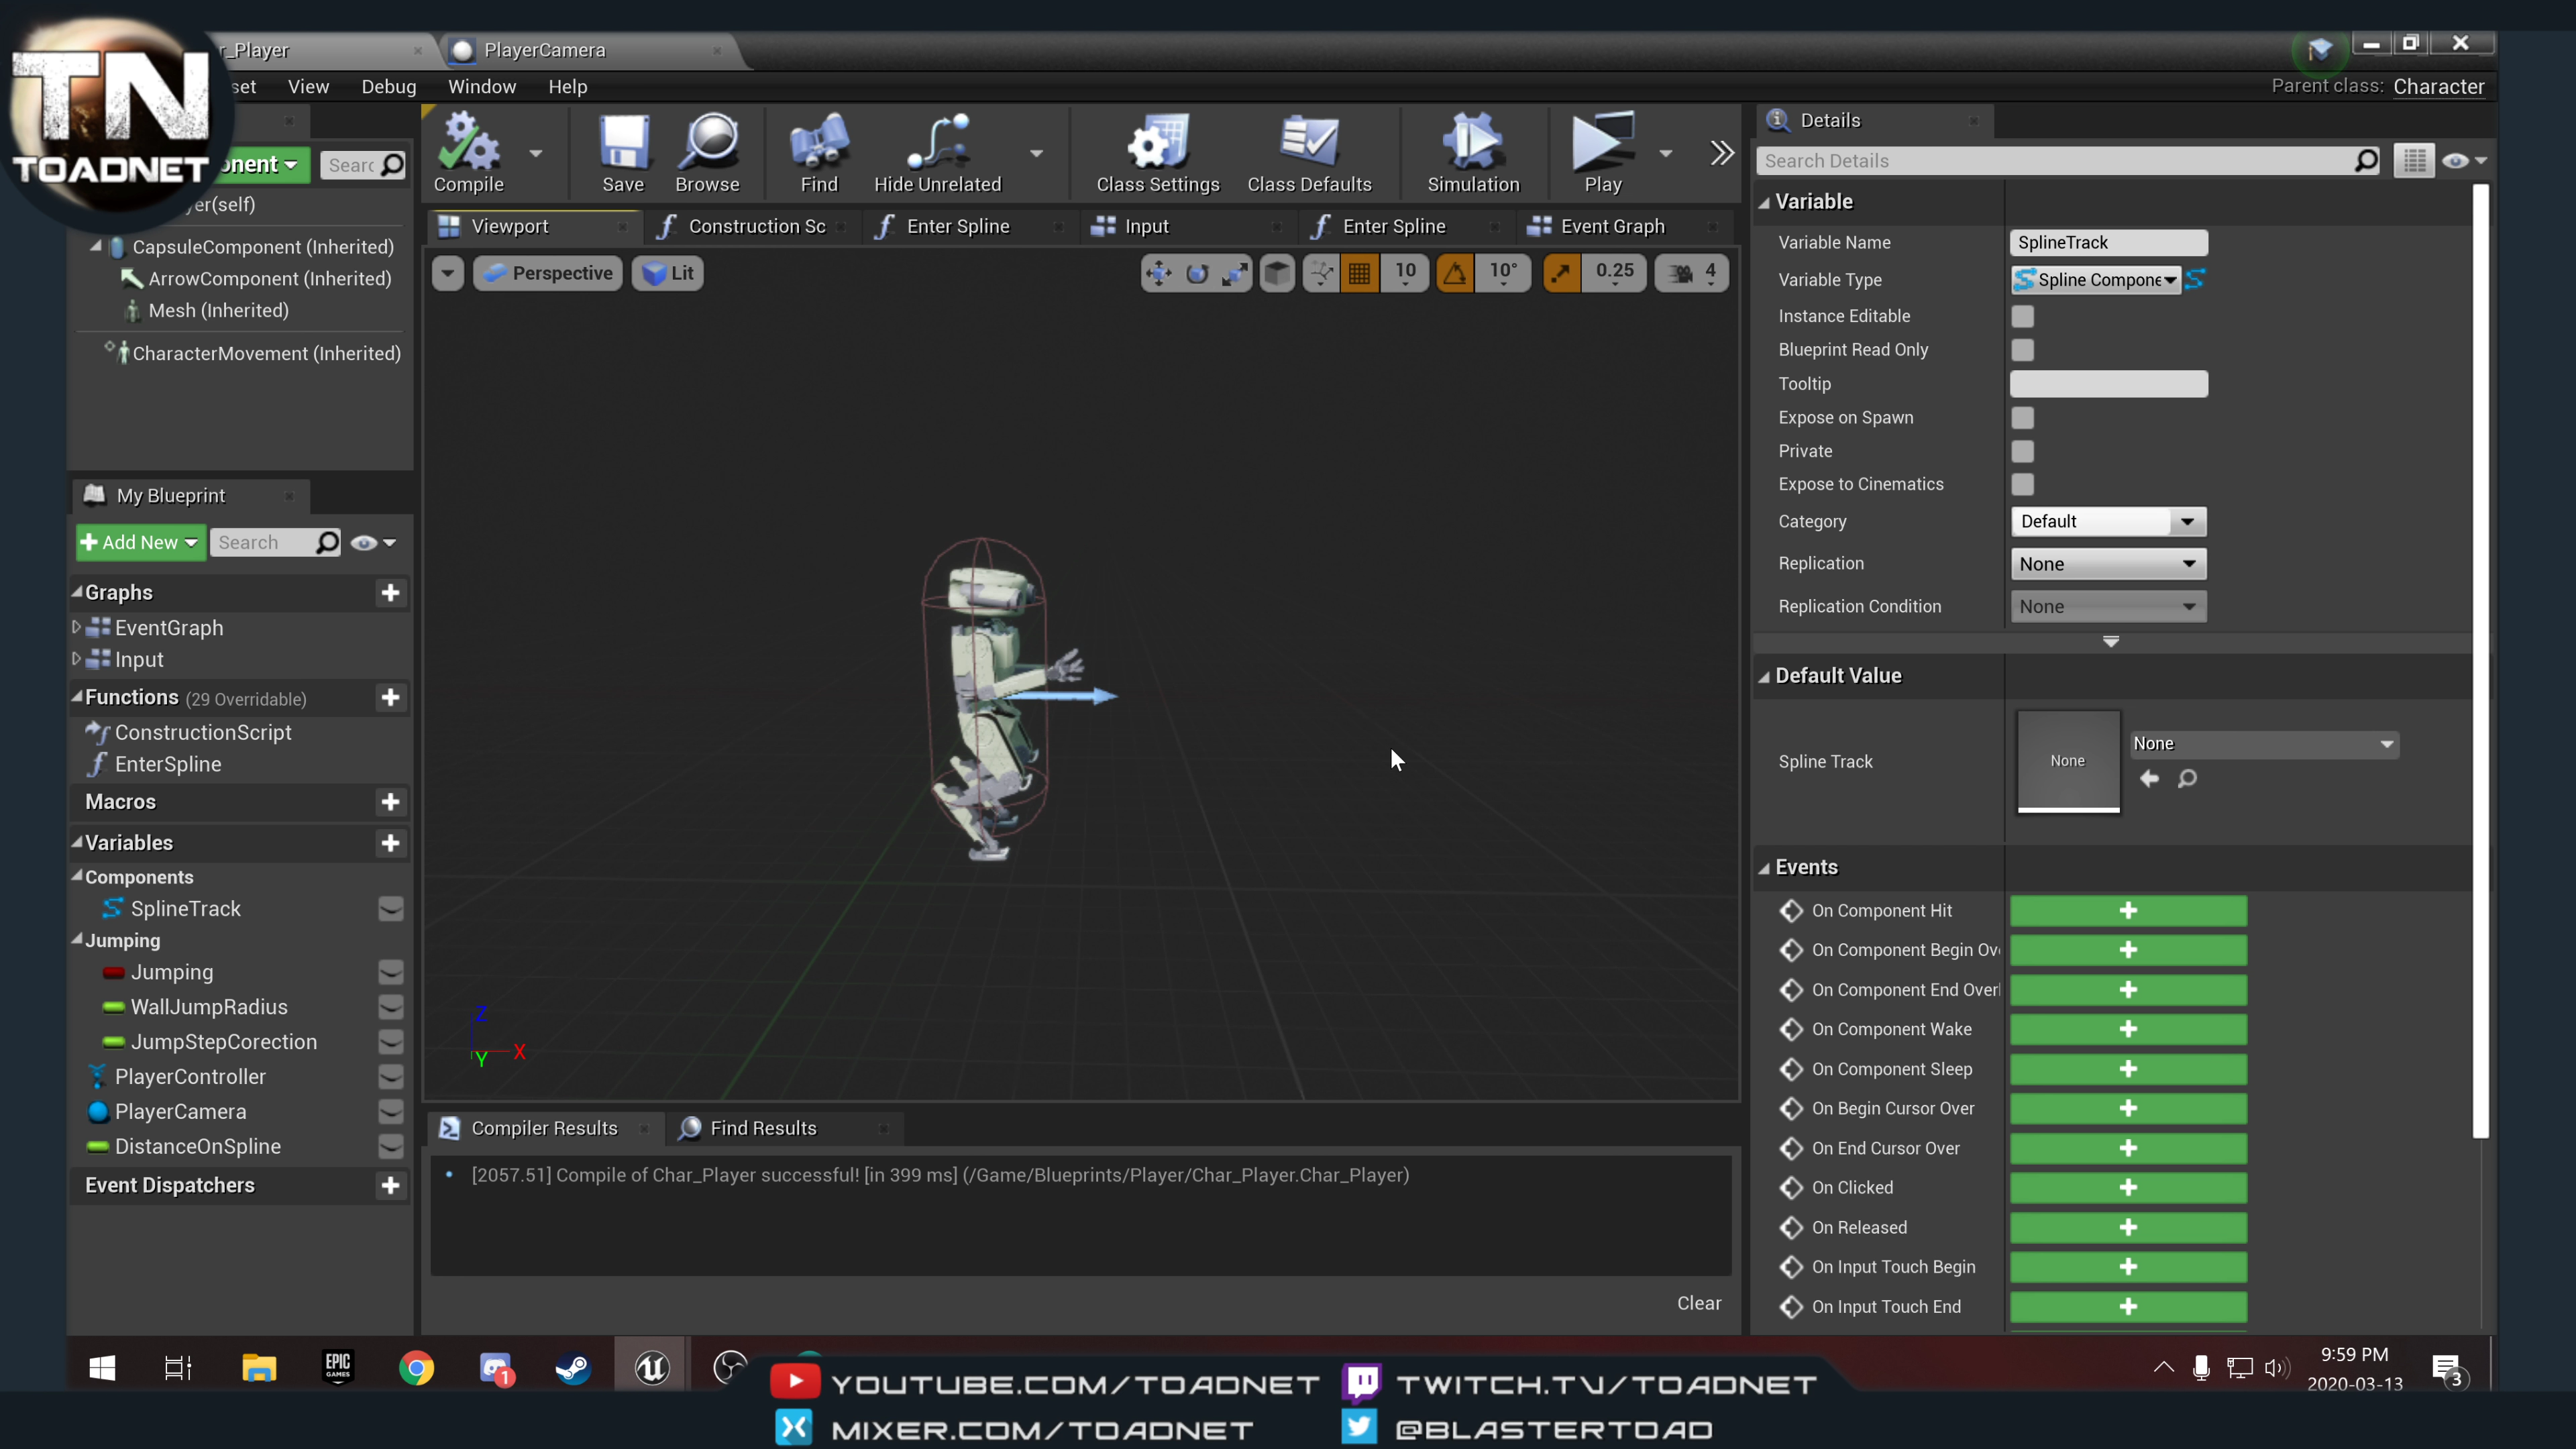 TN
TOADNET
r_Player
PlayerCamera
set
View
Debug
Window
Help
Parent class: Character
onent
Searc
yer(self)
CapsuleComponent (Inherited)
ArrowComponent (Inherited)
Mesh (Inherited)
CharacterMovement (Inherited)
Compile
Save
Browse
Find
Hide Unrelated
Class Settings
Class Defaults
Simulation
Play
Viewport
Construction Sc
Enter Spline
Input
Enter Spline
Event Graph
Perspective
Lit
10
10°
0.25
4
Z
X
Y
My Blueprint
Add New
Search
Graphs
EventGraph
Input
Functions (29 Overridable)
ConstructionScript
EnterSpline
Macros
Variables
Components
SplineTrack
Jumping
Jumping
WallJumpRadius
JumpStepCorection
PlayerController
PlayerCamera
DistanceOnSpline
Event Dispatchers
Compiler Results
Find Results
[2057.51] Compile of Char_Player successful! [in 399 ms] (/Game/Blueprints/Player/Char_Player.Char_Player)
Clear
Details
Search Details
Variable
Variable Name
SplineTrack
Variable Type
Spline Compone
Instance Editable
Blueprint Read Only
Tooltip
Expose on Spawn
Private
Expose to Cinematics
Category
Default
Replication
None
Replication Condition
None
Default Value
Spline Track
None
None
Events
On Component Hit
On Component Begin Ov
On Component End Over
On Component Wake
On Component Sleep
On Begin Cursor Over
On End Cursor Over
On Clicked
On Released
On Input Touch Begin
On Input Touch End
EPIC
GAMES
1
9:59 PM
2020-03-13
3
YOUTUBE.COM/TOADNET
TWITCH.TV/TOADNET
MIXER.COM/TOADNET
@BLASTERTOAD